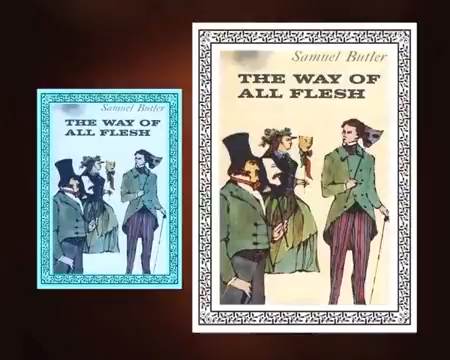 Samuel Butler
THE WAY OF
ALL FLESH
Samuel Butler
THE WAY OF
ALL FLESH